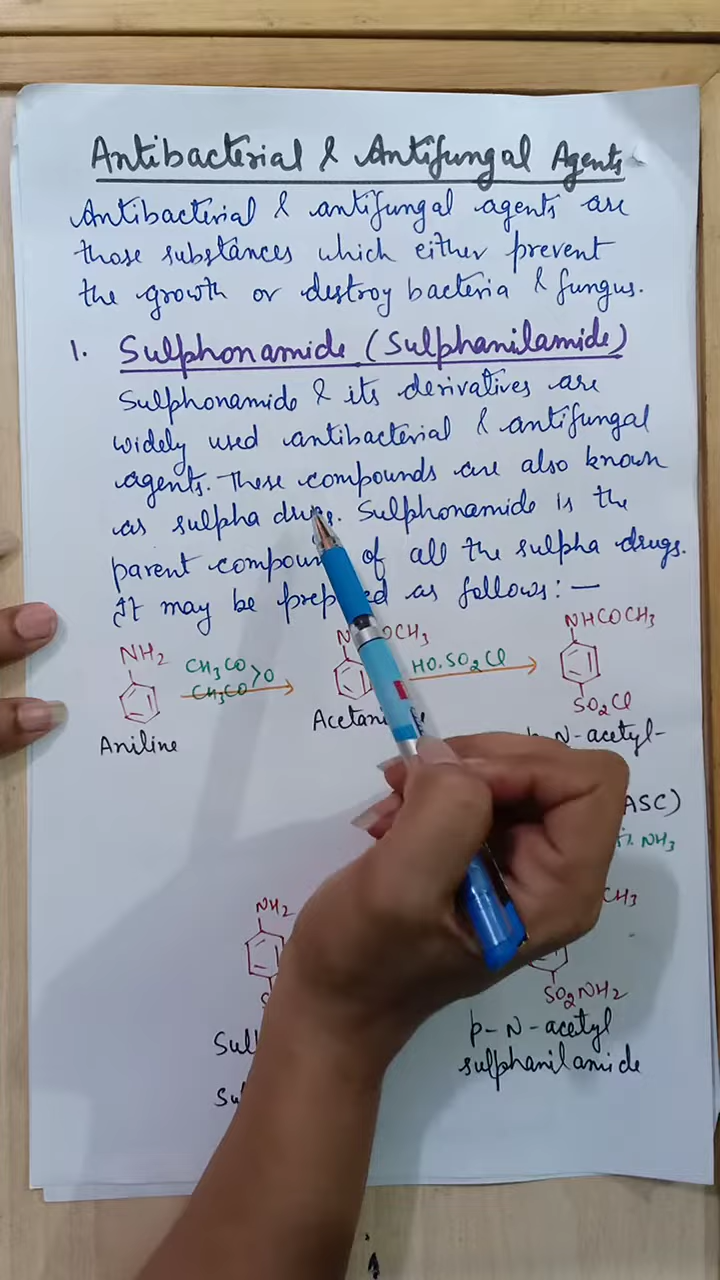 Antibacterial & Antifungal Agents
Antibacterial & antifungal agents are
those substances which either prevent
the growth or destroy bacteria & fungus.
1. Sulphonamide (Sulphanilamide)
Sulphonamide & its derivatives are
widely used antibacterial & antifungal
agents. These compounds are also known
as sulpha drugs. Sulphonamide is the
parent compound of all the sulpha drugs.
It may be prepared as follows:—
NH2
CH3CO
CH3CO >O
OCH3
HO.SO2Cl
NHCOCH3
SO2Cl
Aniline
N-acetyl-
ASC)
NH3
CH3
NH2
SO2NH2
p-N-acetyl
sulphanilamide